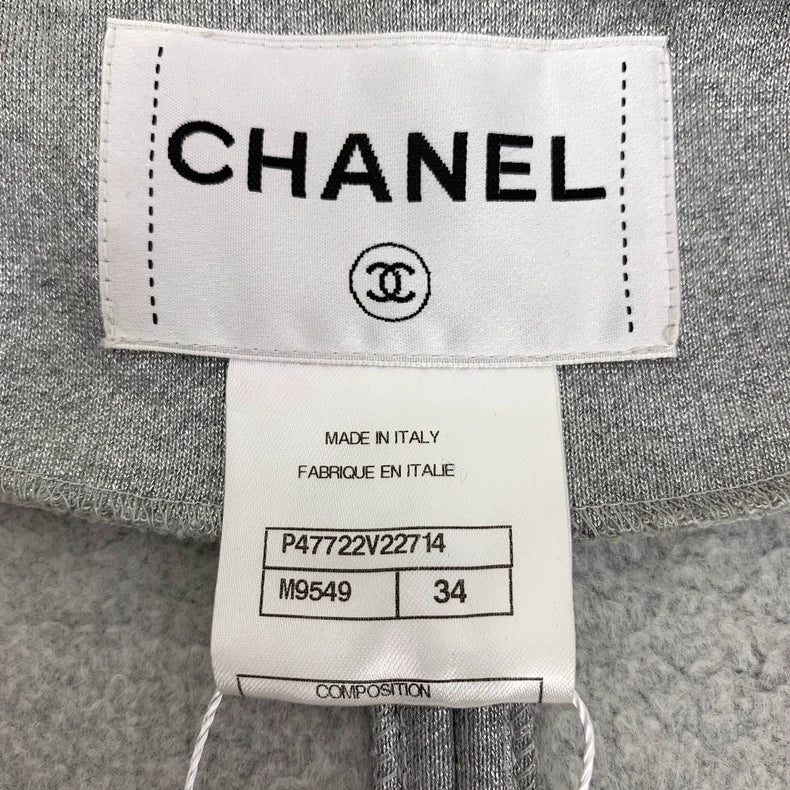 CHANEL
MADE IN ITALY
FABRIQUE EN ITALIE
P47722V22714
M9549 34
COMPOSITION